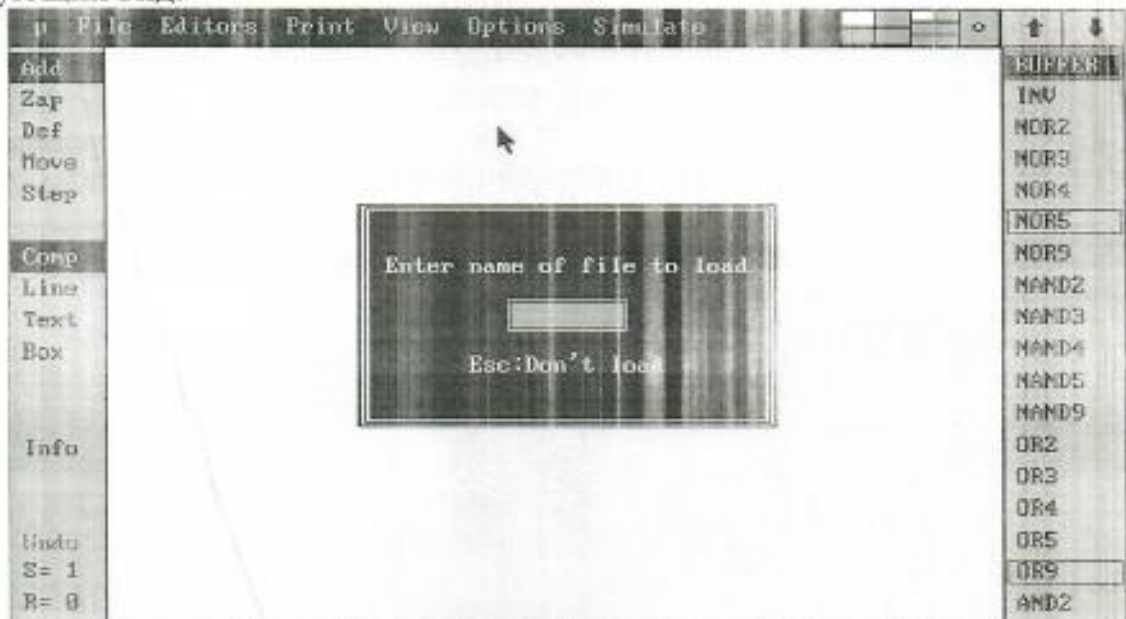 μ File Editors Print View Options Simulate
Add
Zap
Def
Move
Step
Comp
Line
Text
Box
Info
Undo
S= 1
R= 0
Enter name of file to load
Esc:Don't load
BUFFER
INV
NOR2
NOR3
NOR4
NOR5
NOR9
NAND2
NAND3
NAND4
NAND5
NAND9
OR2
OR3
OR4
OR5
OR9
AND2